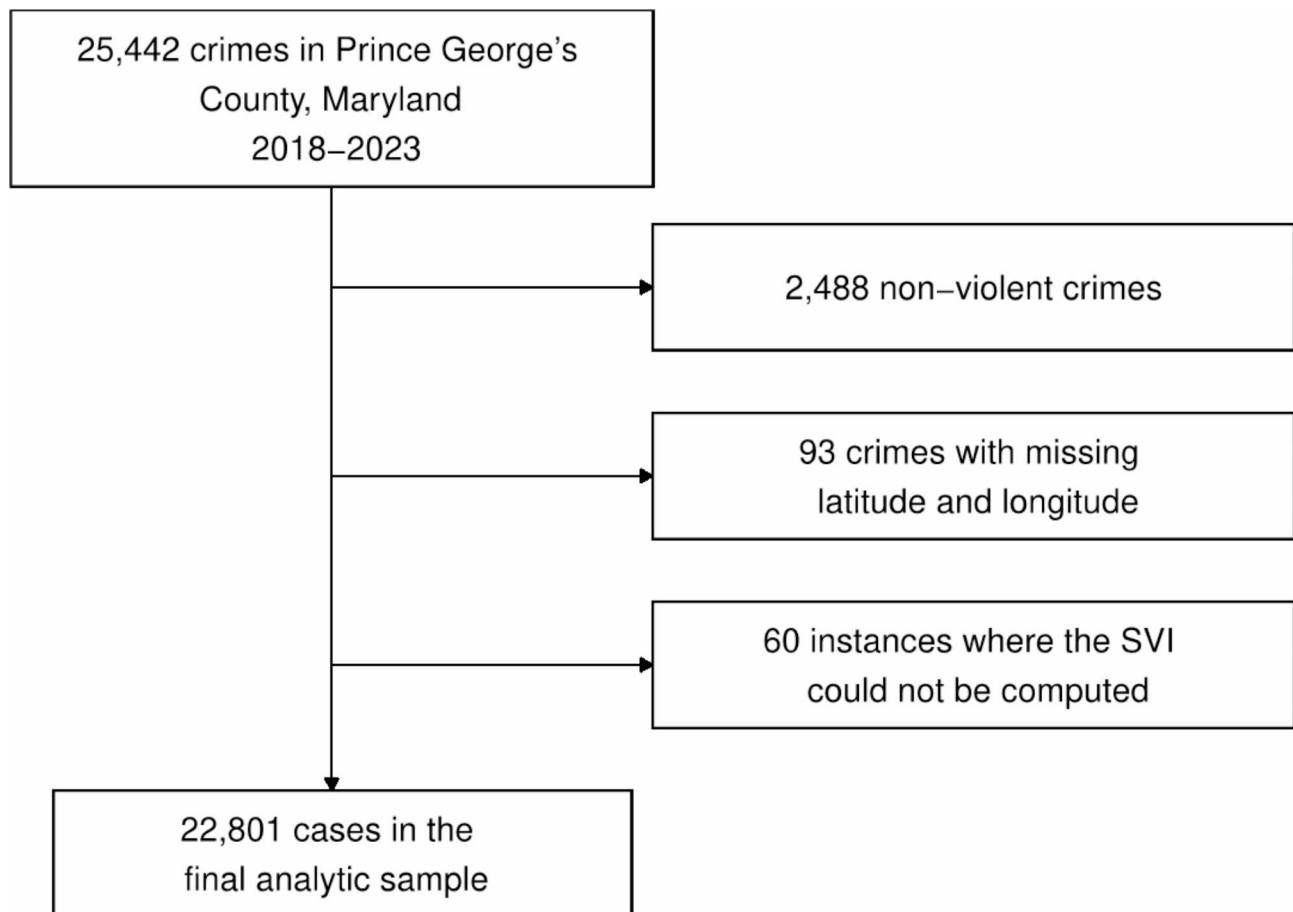 25,442 crimes in Prince George’s
County, Maryland
2018–2023
2,488 non–violent crimes
93 crimes with missing
latitude and longitude
60 instances where the SVI
could not be computed
22,801 cases in the
final analytic sample